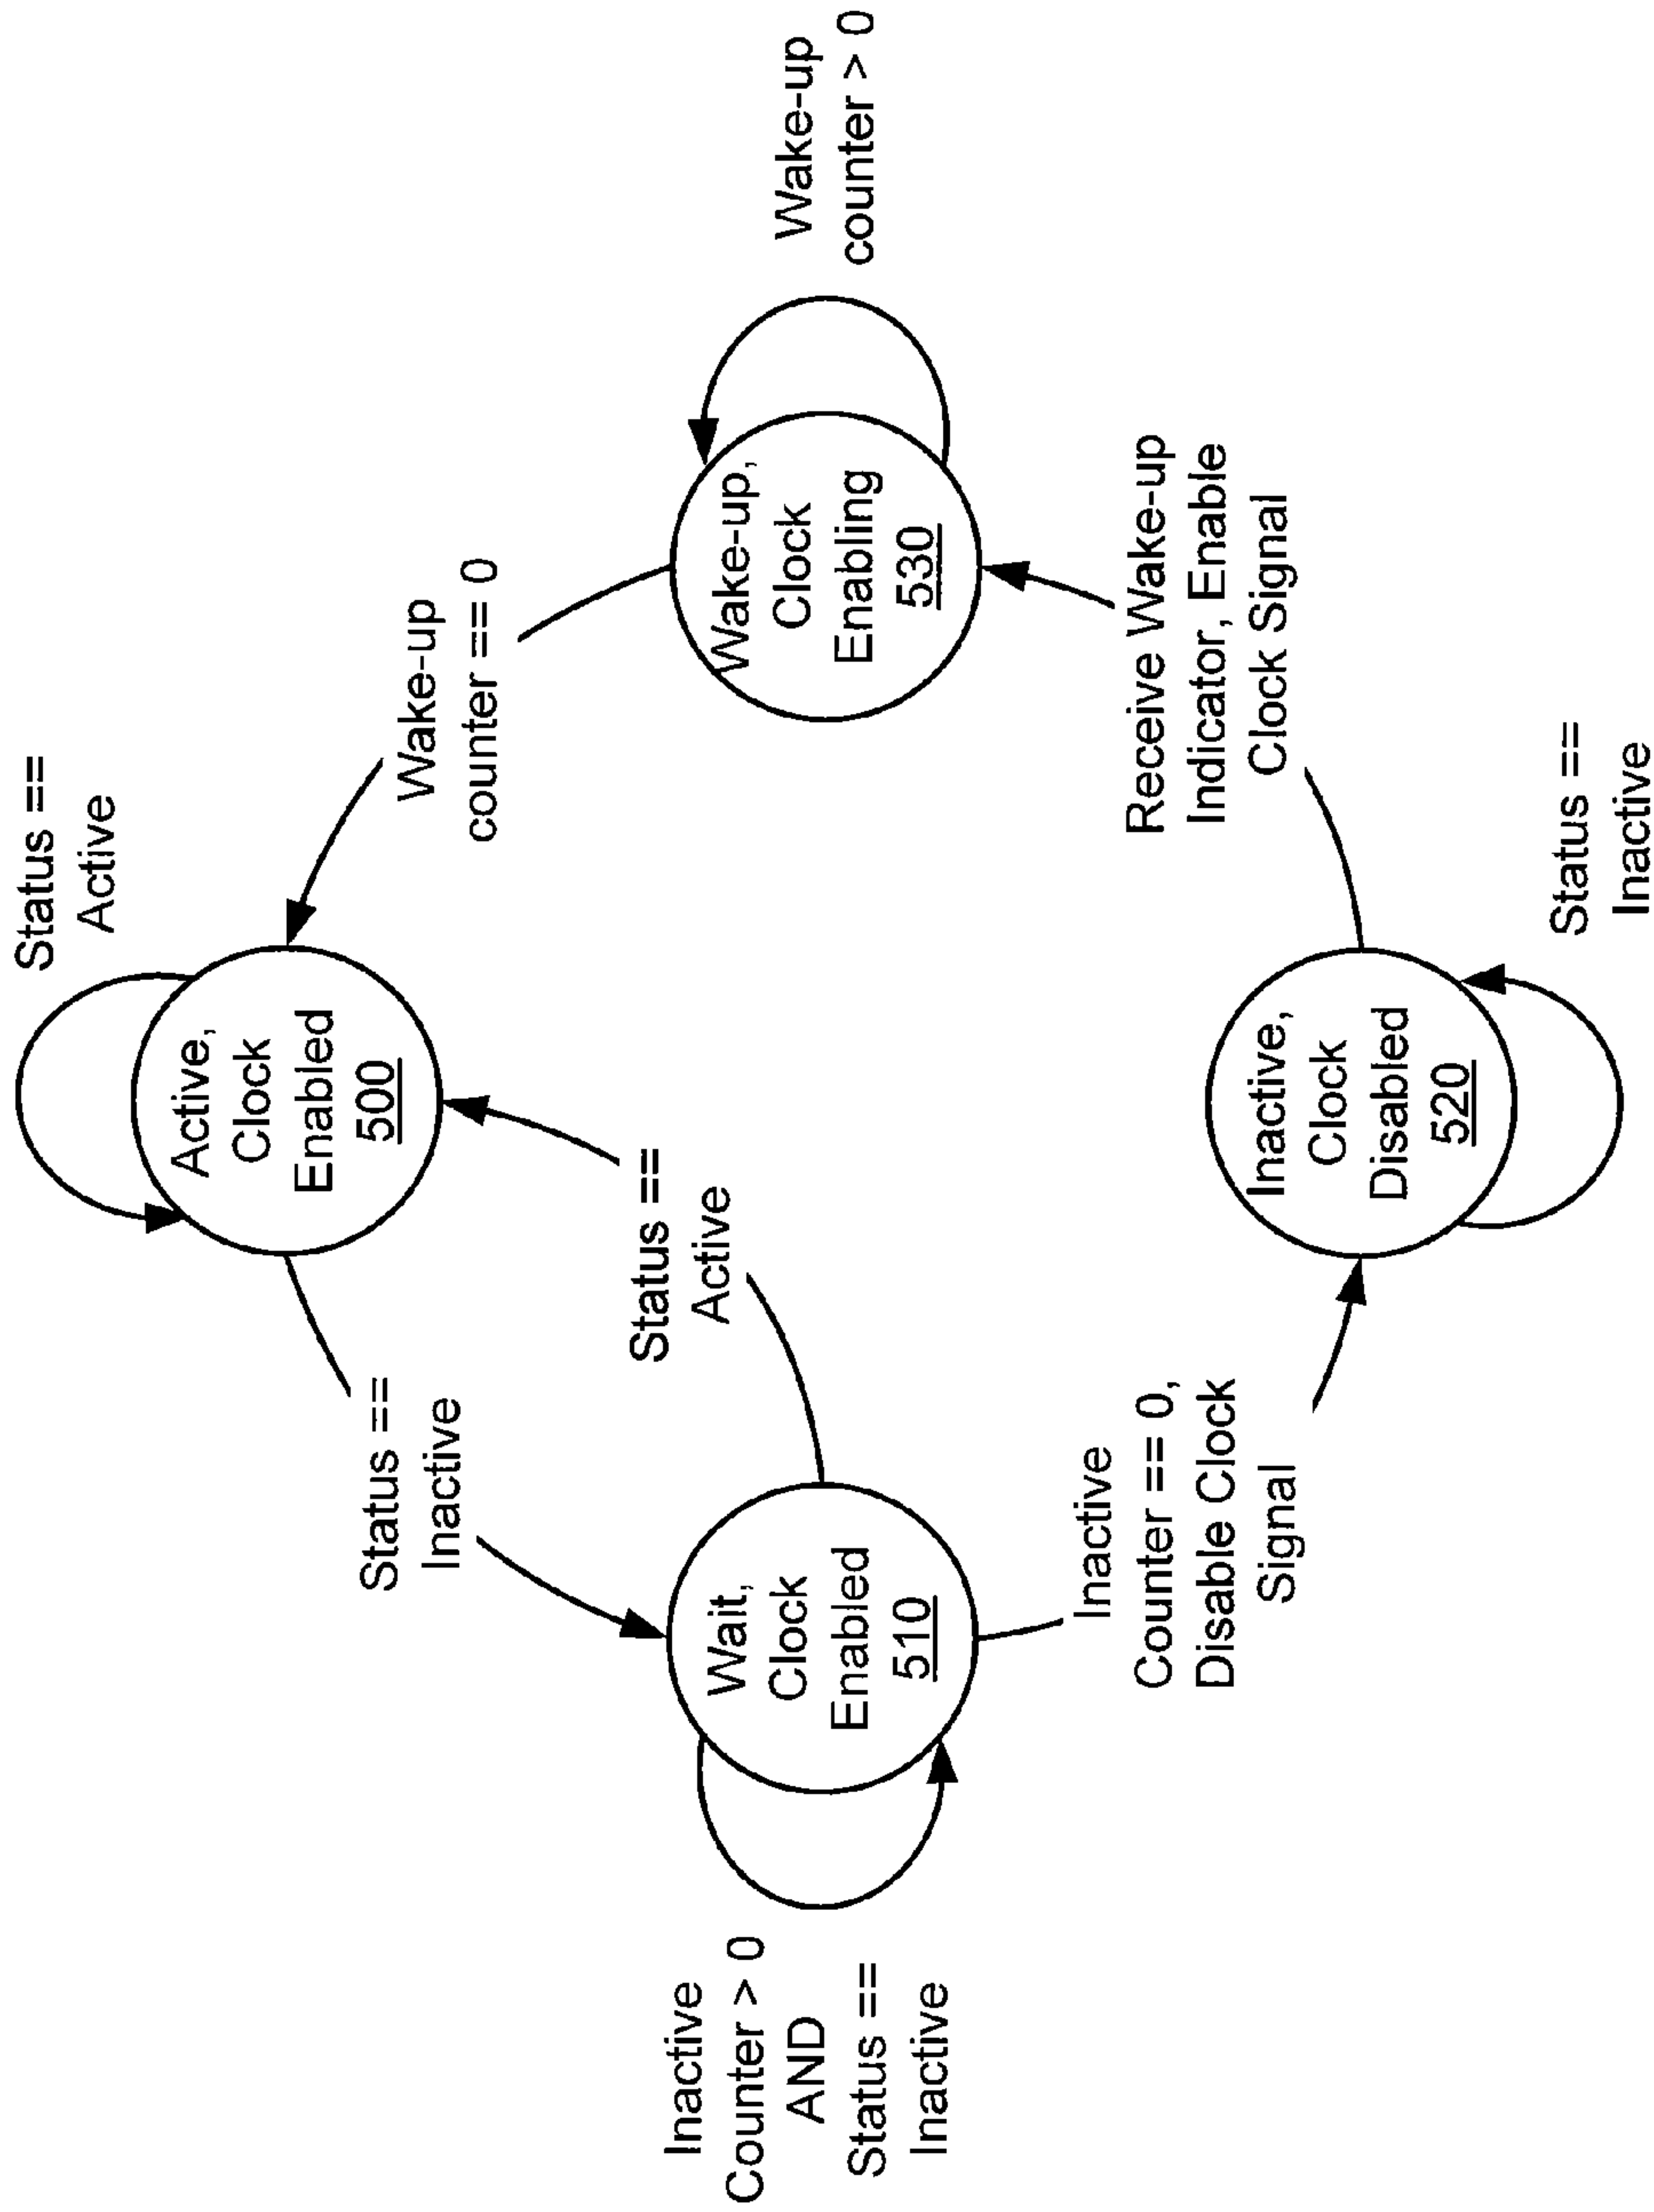 Status ==
Active
Active,
Clock
Enabled
500
Status ==
Inactive
Wake-up
counter == 0
Status ==
Active
Inactive
Counter > 0
AND
Status ==
Inactive
Wait,
Clock
Enabled
510
Wake-up,
Clock
Enabling
530
Wake-up
counter > 0
Inactive
Counter == 0,
Disable Clock
Signal
Receive Wake-up
Indicator, Enable
Clock Signal
Inactive,
Clock
Disabled
520
Status ==
Inactive